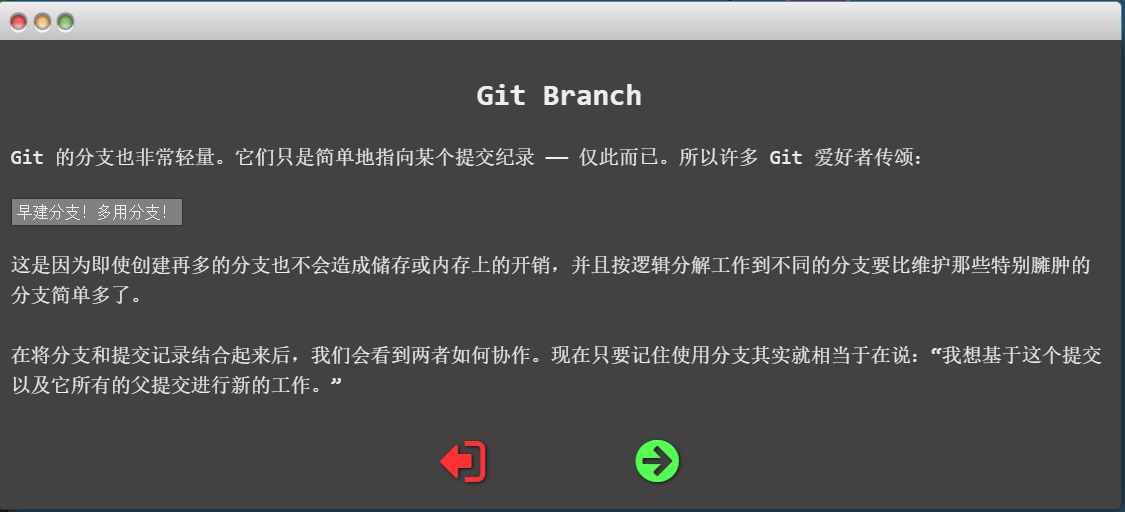 Git Branch
Git 的分支也非常轻量。它们只是简单地指向某个提交纪录 —— 仅此而已。所以许多 Git 爱好者传颂：
早建分支！多用分支！
这是因为即使创建再多的分支也不会造成储存或内存上的开销，并且按逻辑分解工作到不同的分支要比维护那些特别臃肿的
分支简单多了。
在将分支和提交记录结合起来后，我们会看到两者如何协作。现在只要记住使用分支其实就相当于在说：“我想基于这个提交
以及它所有的父提交进行新的工作。”